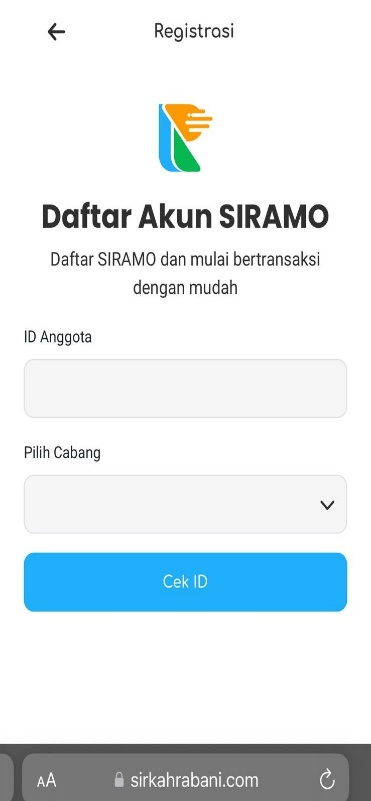 Registrasi
Daftar Akun SIRAMO
Daftar SIRAMO dan mulai bertransaksi
dengan mudah
ID Anggota
Pilih Cabang
Cek ID
AA
sirkahrabani.com